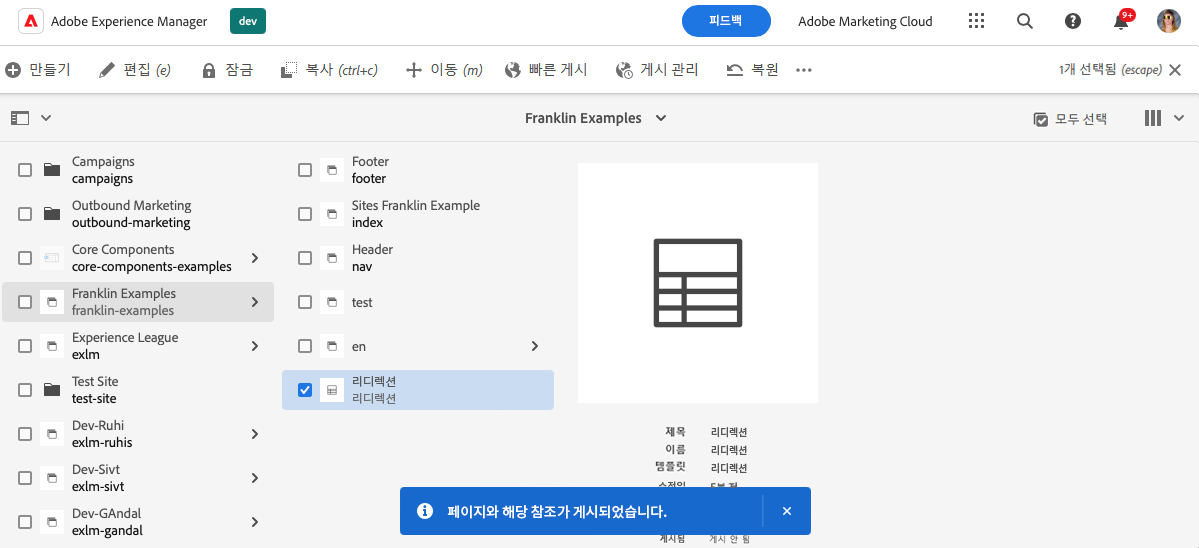 Adobe Experience Manager
dev
피드백
Adobe Marketing Cloud
9+
만들기
편집 (e)
잠금
복사 (ctrl+c)
이동 (m)
빠른 게시
게시 관리
복원
1개 선택됨 (escape)
Franklin Examples
모두 선택
Campaigns
campaigns
Outbound Marketing
outbound-marketing
Core Components
core-components-examples
Franklin Examples
franklin-examples
Experience League
exlm
Test Site
test-site
Dev-Ruhi
exlm-ruhis
Dev-Sivt
exlm-sivt
Dev-GAndal
exlm-gandal
Footer
footer
Sites Franklin Example
index
Header
nav
test
en
리디렉션
리디렉션
제목 리디렉션
이름 리디렉션
템플릿 리디렉션
페이지와 해당 참조가 게시되었습니다.
게시됨 게시 안 됨